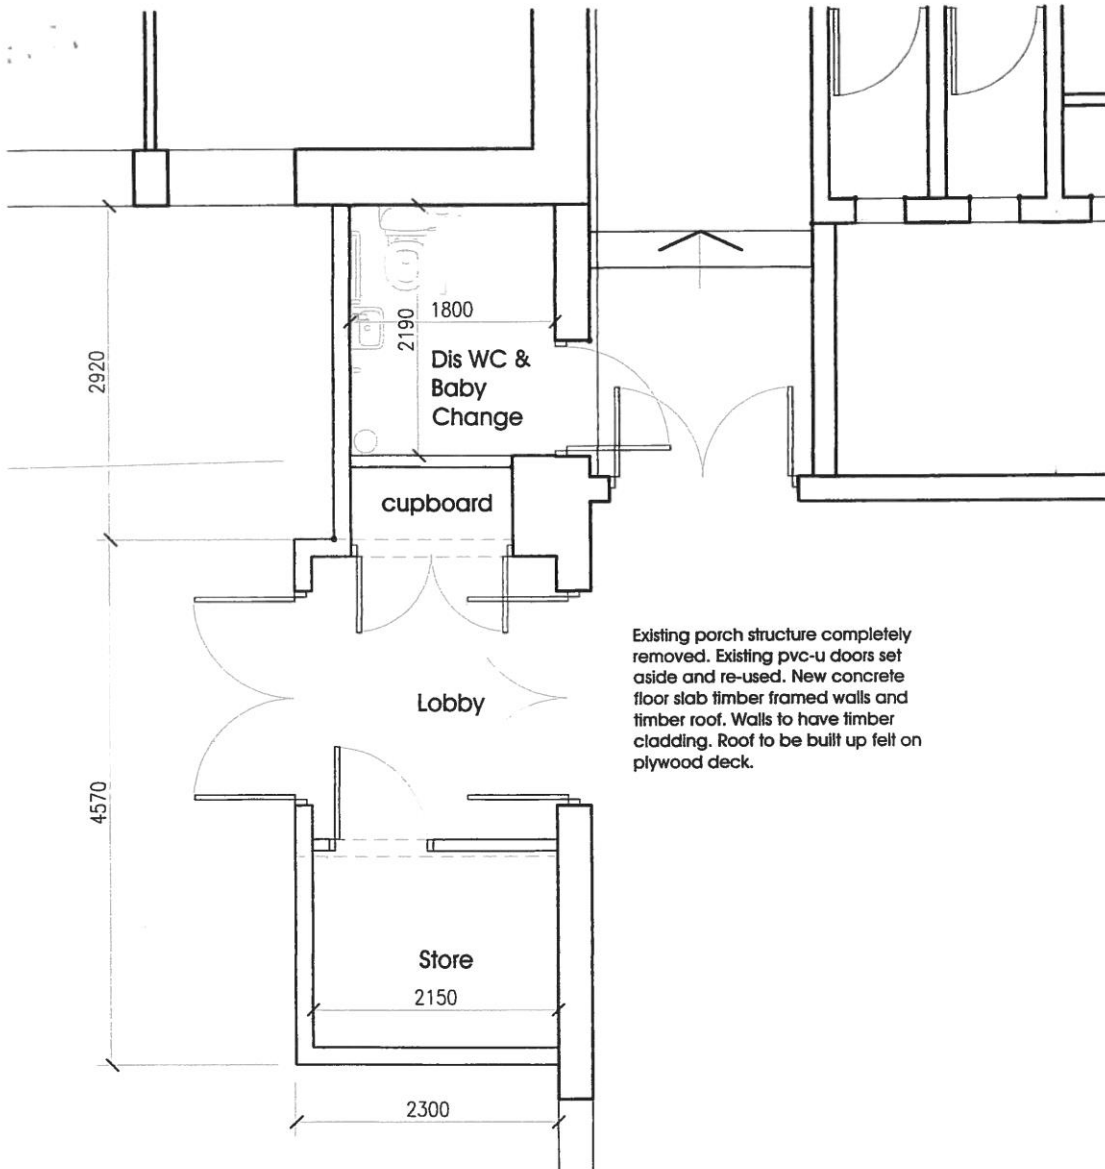 2920
2190
1800
Dis WC &
Baby
Change
cupboard
Existing porch structure completely
removed. Existing pvc-u doors set
aside and re-used. New concrete
floor slab timber framed walls and
timber roof. Walls to have timber
cladding. Roof to be built up felt on
plywood deck.
Lobby
4570
Store
2150
2300